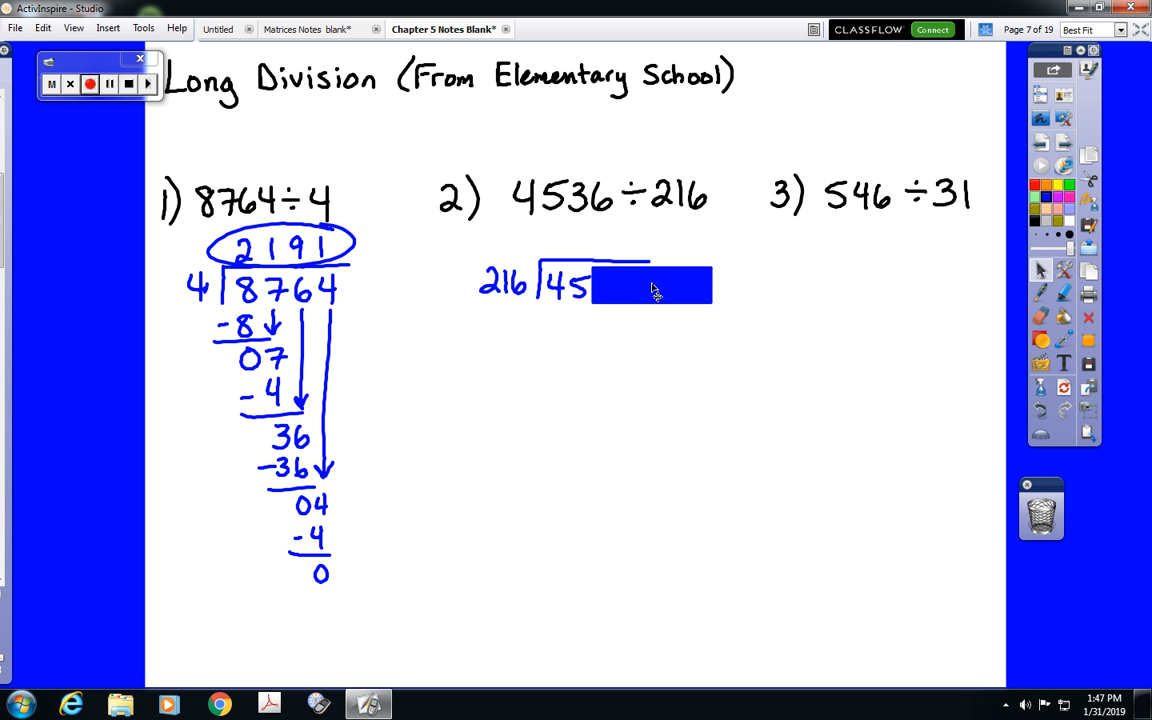 ActivInspire - Studio
File Edit View Insert Tools Help
Untitled
Matrices Notes blank*
Chapter 5 Notes Blank*
CLASSFLOW Connect
Page 7 of 19
Best Fit
M
Long Division (From Elementary School)
1) 8764÷4
2) 4536÷216
3) 546÷31
2191
4 8764
216 45
-8
07
-4
36
-36
04
-4
0
1:47 PM
1/31/2019